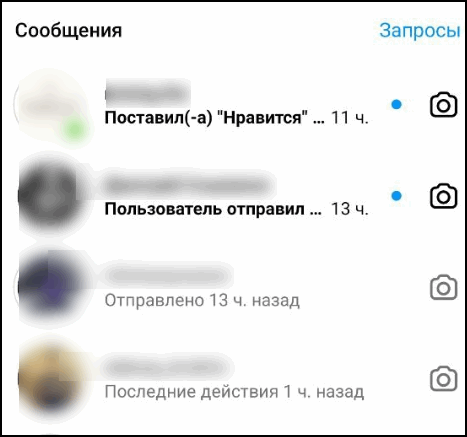 Сообщения Запросы
Поставил(-а) "Нравится" ... 11 ч.
Пользователь отправил ... 13 ч.
Отправлено 13 ч. назад
Последние действия 1 ч. назад